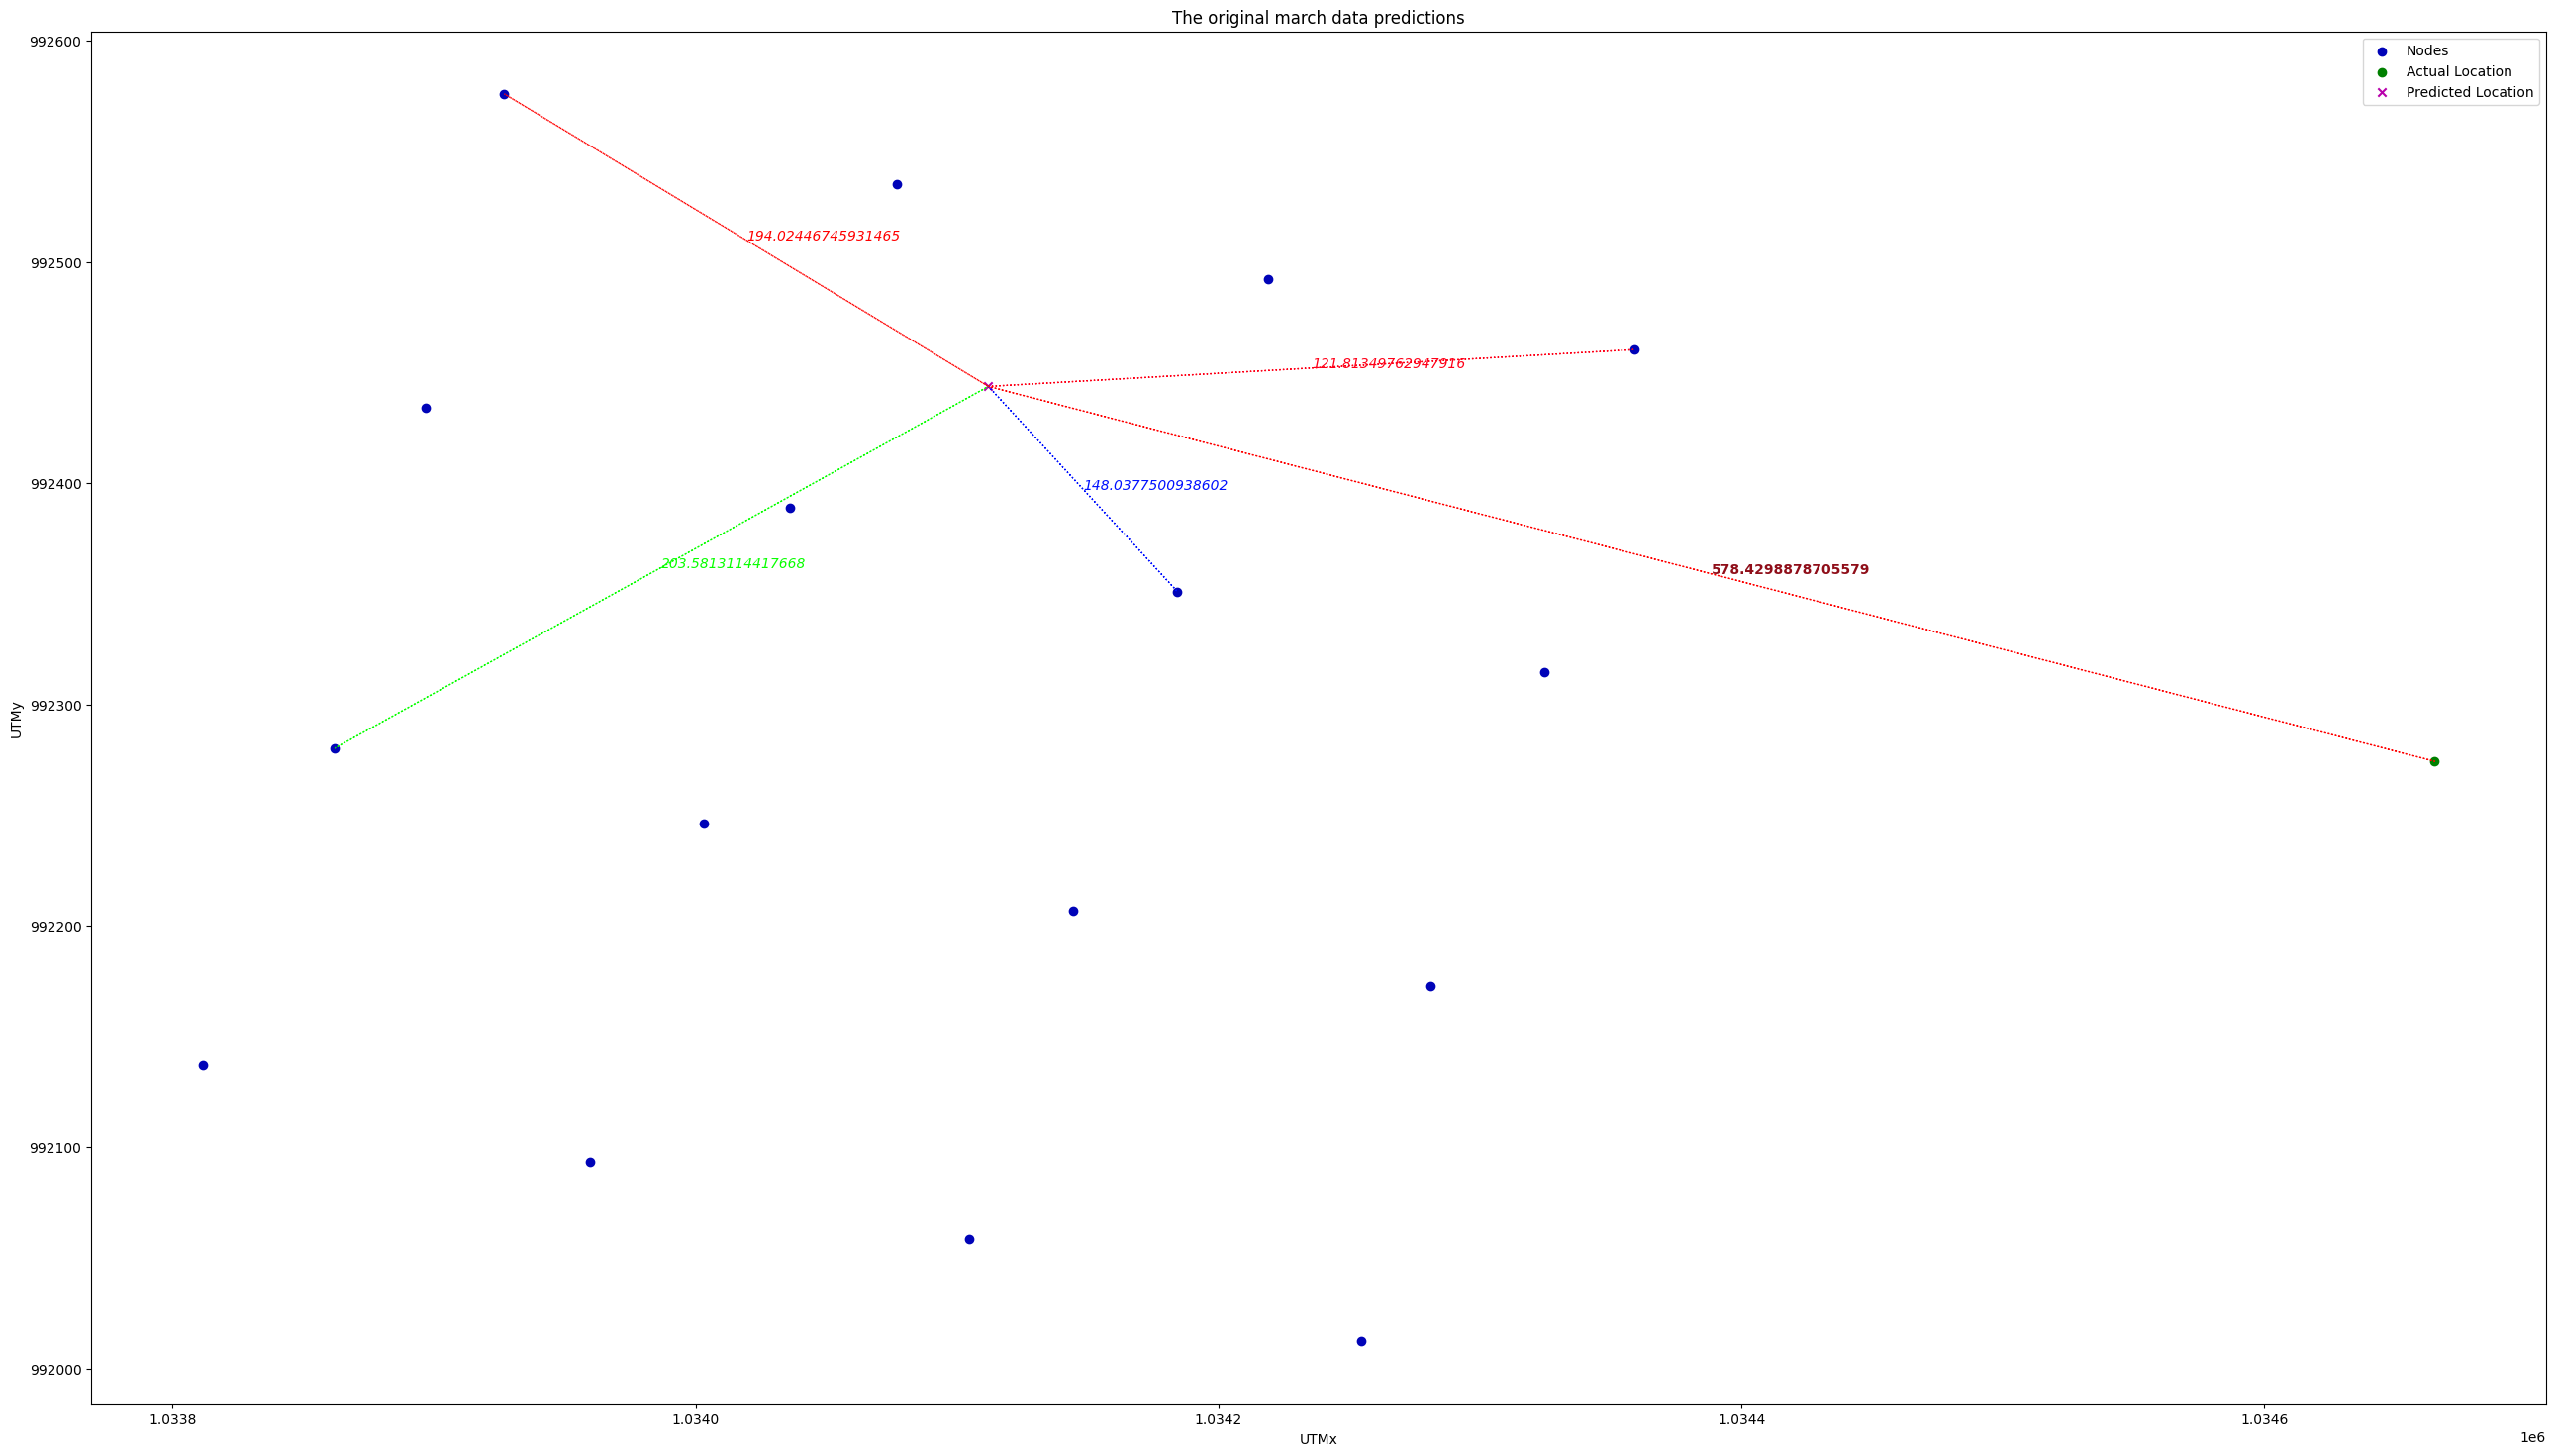 The original march data predictions
Nodes
Actual Location
Predicted Location
992600
992500
992400
992300
992200
992100
992000
UTMy
194.02446745931465
121.81349762947916
148.0377500938602
203.5813114417668
578.4298878705579
1.0338
1.0340
1.0342
1.0344
1.0346
UTMx
1e6